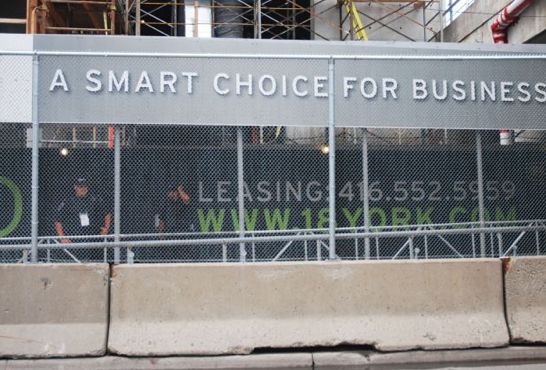 A SMART CHOICE FOR BUSINESS
LEASING: 416.552.5959
WWW.18YORK.COM